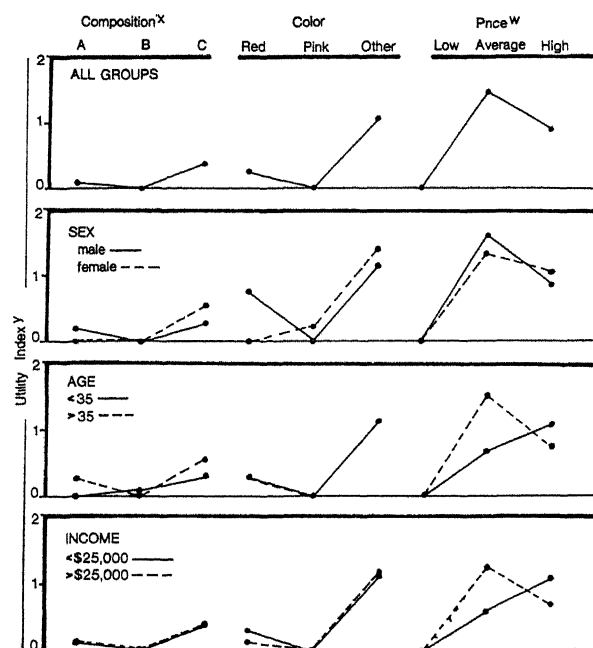 Composition x Color Price w
A B C Red Pink Other Low Average High
2
ALL GROUPS
1
0
2
SEX
male
female
1
0
2
AGE
<35
>35
1
0
2
INCOME
<$25,000
>$25,000
1
0
Utility Index y